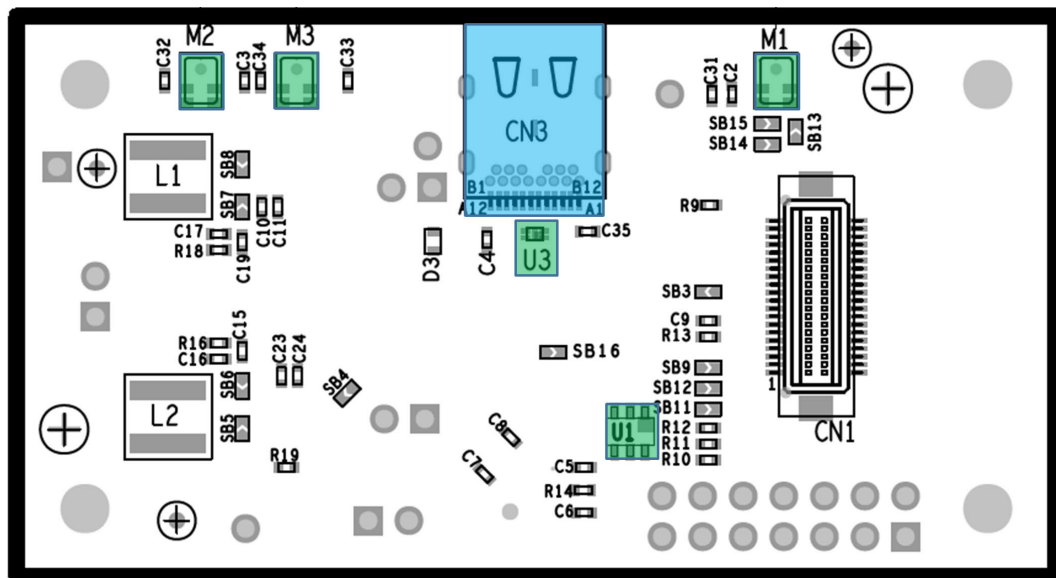 M2
M3
M1
C32
C3
C34
C33
C31
C2
SB15
SB14
SB13
CN3
B1
B12
A12
A1
L1
SB8
SB7
C10
C11
C17
R18
C19
D3
C4
U3
C35
R9
SB3
C9
R13
SB16
SB9
SB12
SB11
R12
R11
R10
1
CN1
R16
C16
C15
C23
C24
SB6
SB5
SB4
L2
R19
C8
C7
U1
C5
R14
C6